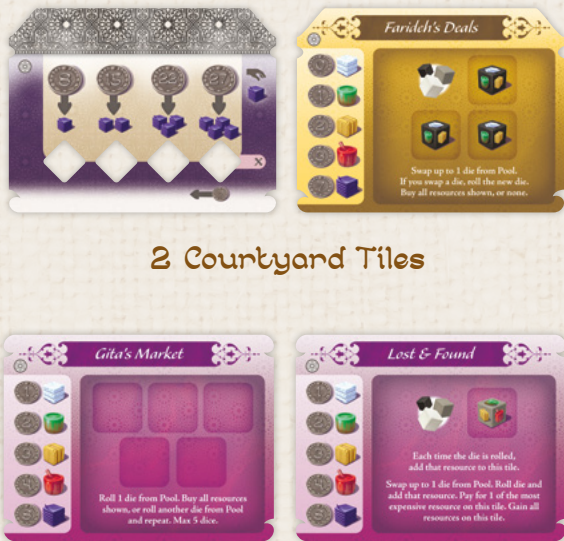 Farideh's Deals
Swap up to 1 die from Pool.
If you swap a die, roll the new die.
Buy all resources shown, or none.
2 Courtyard Tiles
Gita's Market
Roll 1 die from Pool. Buy all resources
shown, or roll another die from Pool
and repeat. Max 5 dice.
Lost & Found
Each time the die is rolled,
add that resource to this tile.
Swap up to 1 die from Pool. Roll die and
add that resource. Pay for 1 of the most
expensive resource on this tile. Gain all
resources on this tile.